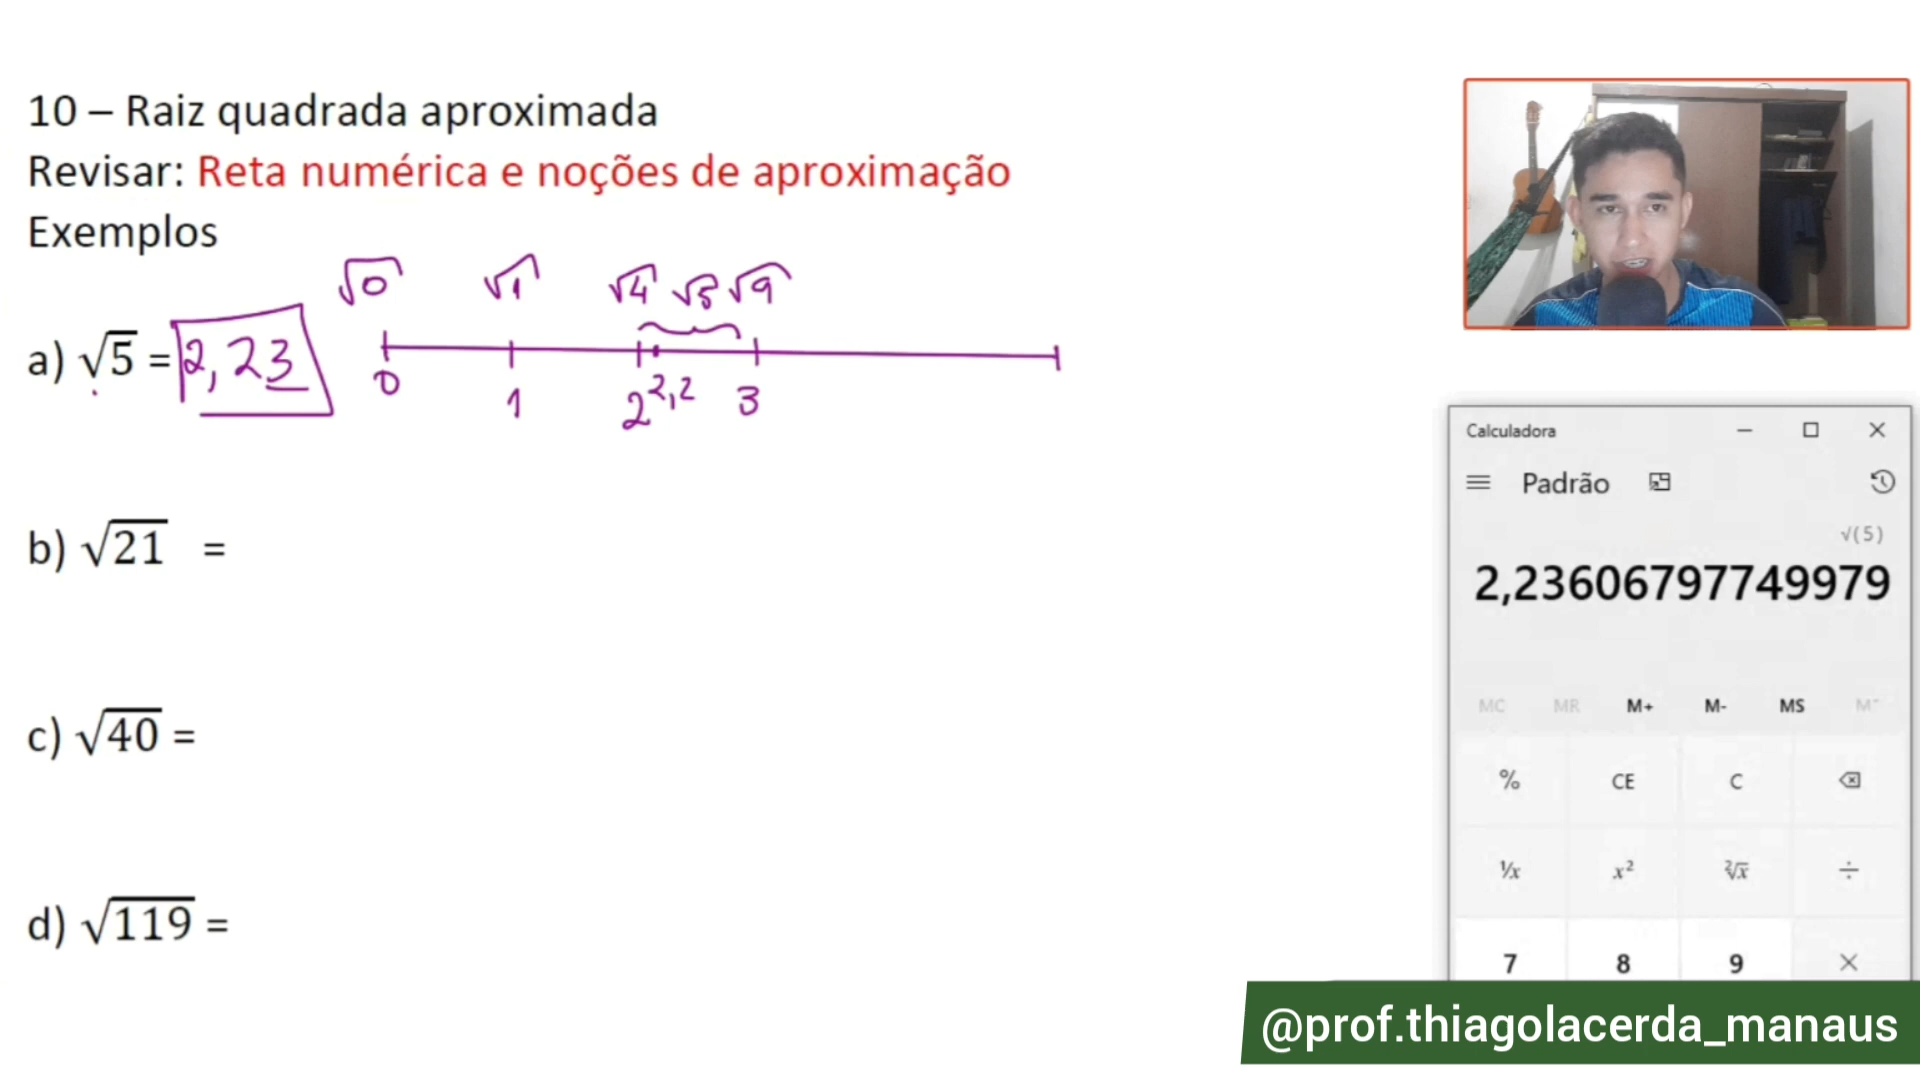 10 – Raiz quadrada aproximada
Revisar: Reta numérica e noções de aproximação
Exemplos
√0 √1 √4 √5 √9
a) √5 = 2,23
0 1 2 2,2 3
b) √21 =
c) √40 =
d) √119 =
Calculadora
Padrão
√(5)
2,23606797749979
MC MR M+ M- MS
% CE C
¹/x x² ²√x ÷
7 8 9 ×
@prof.thiagolacerda_manaus